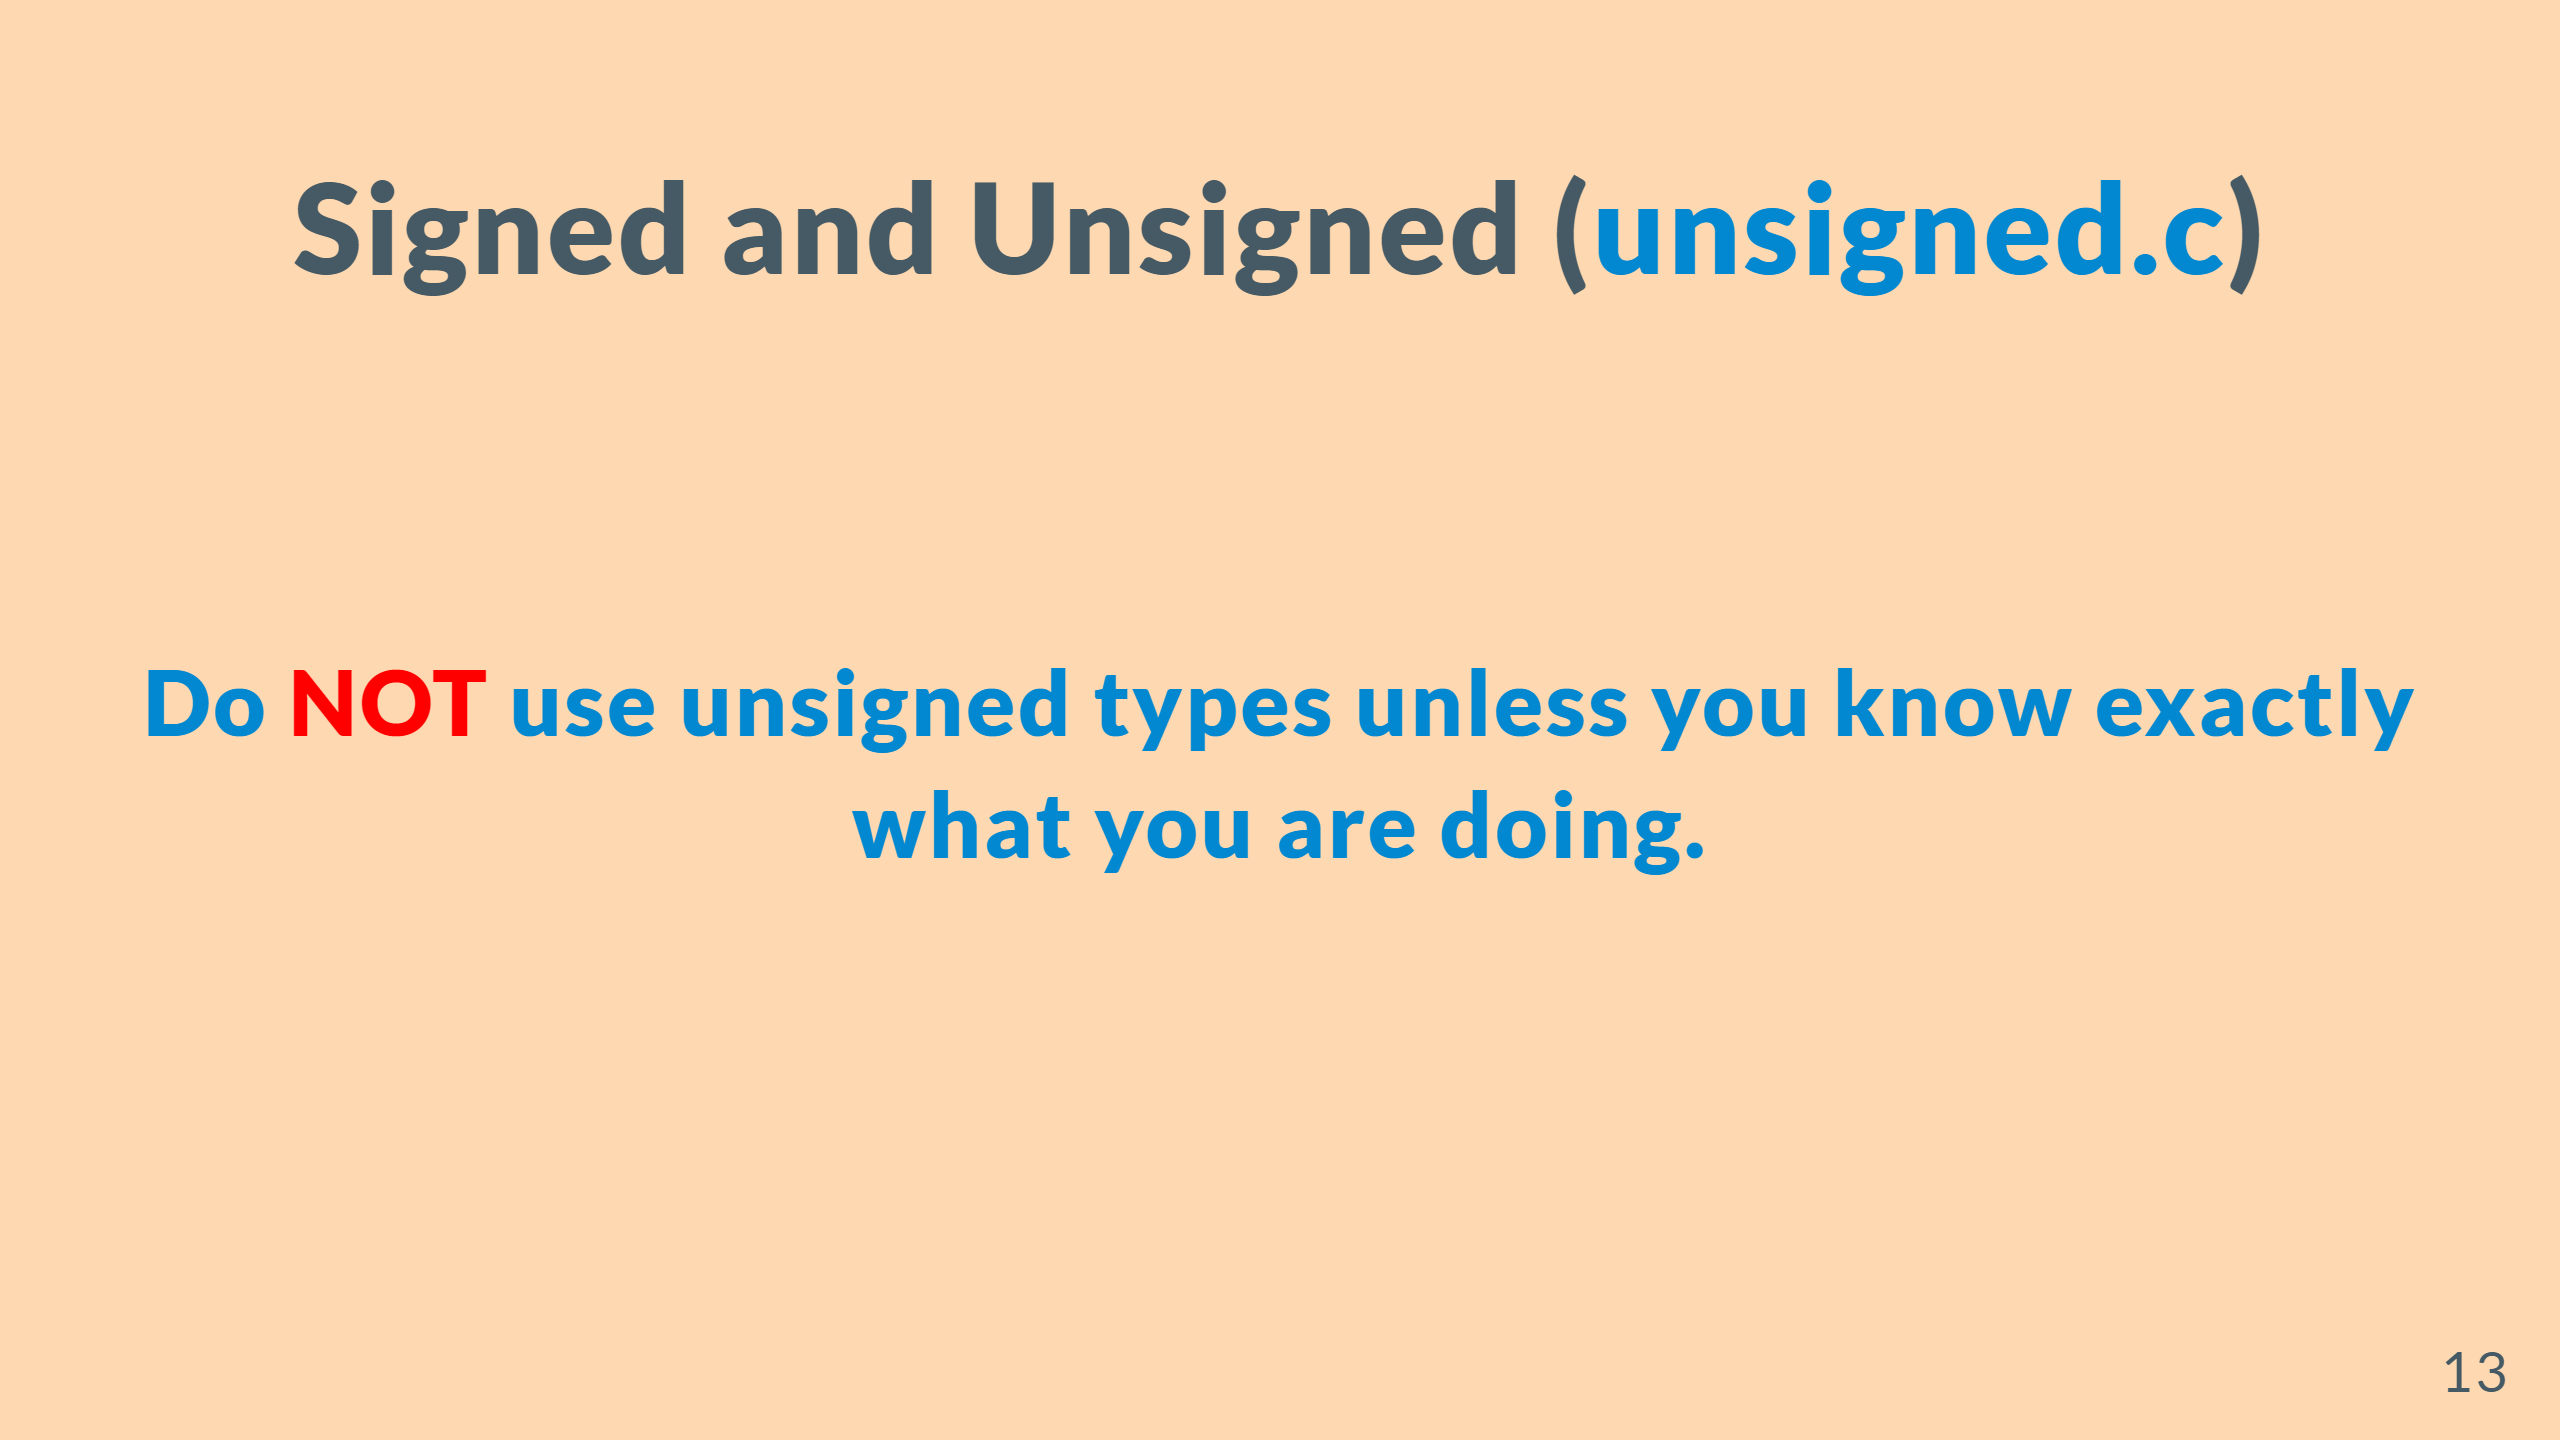 Signed and Unsigned (unsigned.c)
Do NOT use unsigned types unless you know exactly
what you are doing.
13